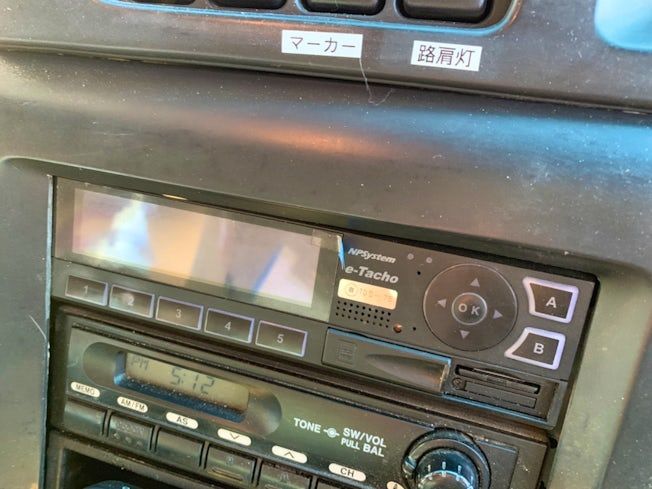 マーカー
路肩灯
NPSystem
e-Tacho
1
2
3
4
5
OK
A
B
PM 5:12
MEMO
AM/FM
AS
TONE
SW/VOL
PULL BAL
CH